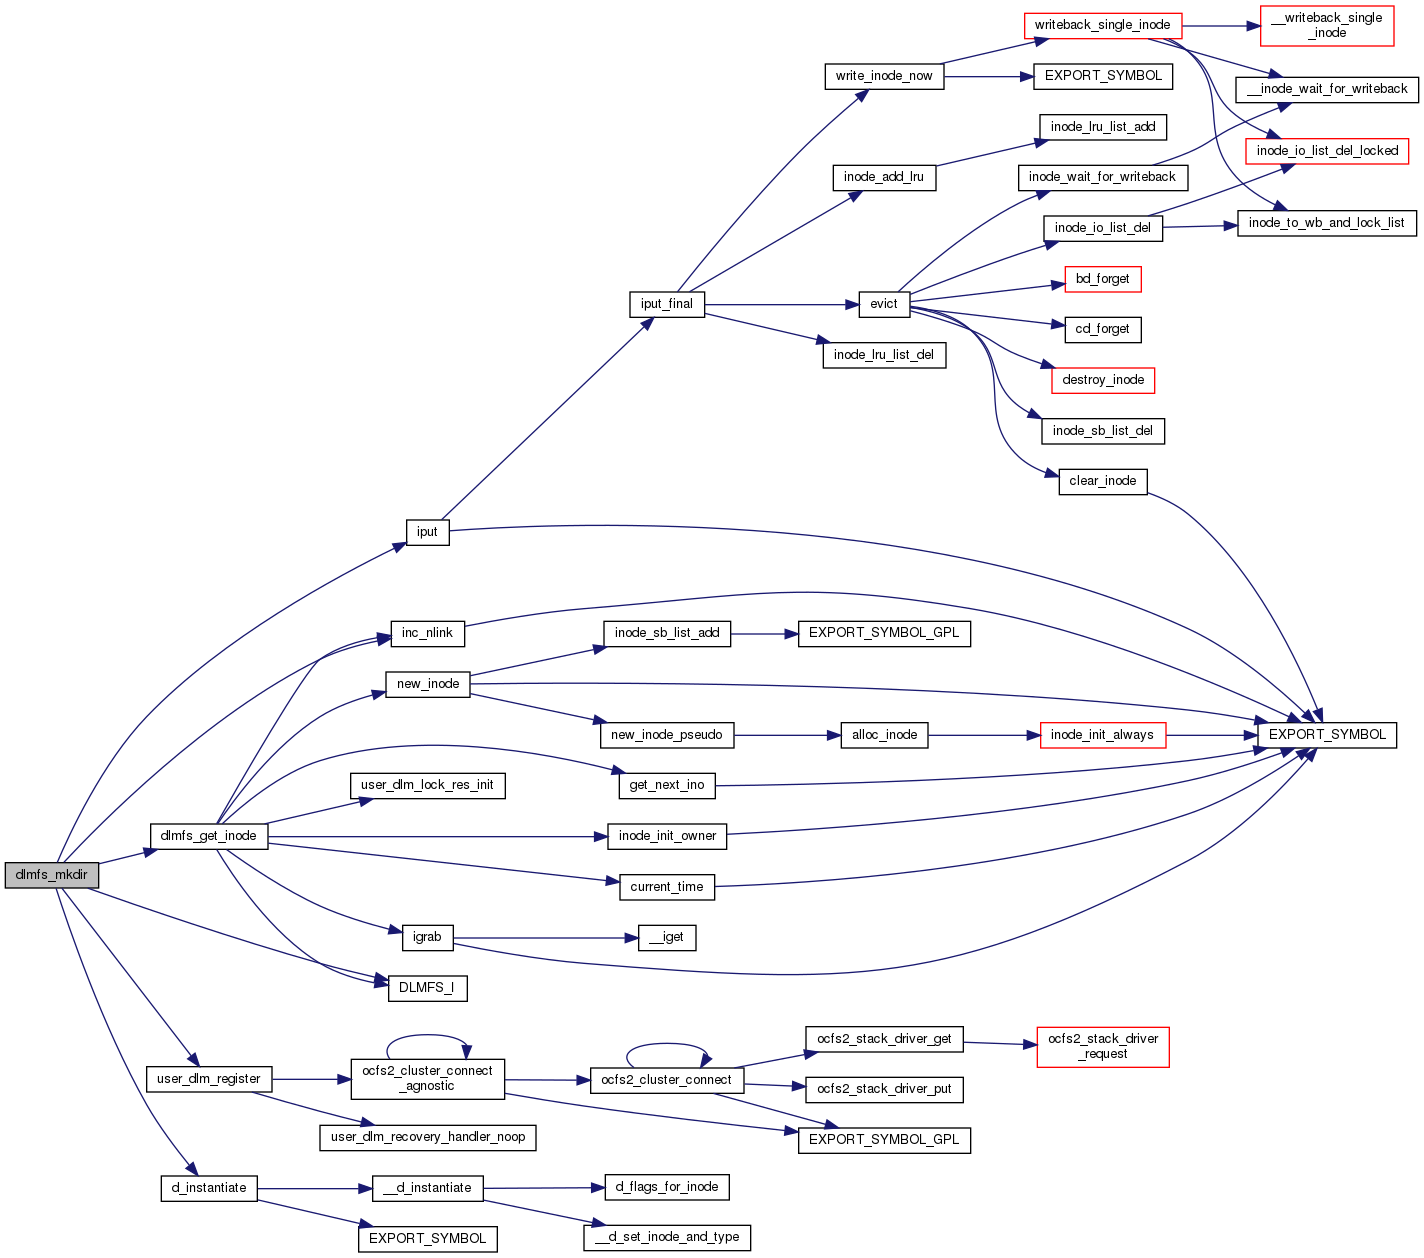 writeback_single_inode
__writeback_single
_inode
write_inode_now
EXPORT_SYMBOL
__inode_wait_for_writeback
inode_lru_list_add
inode_io_list_del_locked
inode_add_lru
inode_wait_for_writeback
inode_to_wb_and_lock_list
inode_io_list_del
bd_forget
iput_final
evict
cd_forget
inode_lru_list_del
destroy_inode
inode_sb_list_del
clear_inode
iput
inc_nlink
inode_sb_list_add
EXPORT_SYMBOL_GPL
new_inode
new_inode_pseudo
alloc_inode
inode_init_always
EXPORT_SYMBOL
user_dlm_lock_res_init
get_next_ino
dlmfs_get_inode
inode_init_owner
dlmfs_mkdir
current_time
igrab
__iget
DLMFS_I
ocfs2_stack_driver_get
ocfs2_stack_driver
_request
user_dlm_register
ocfs2_cluster_connect
_agnostic
ocfs2_cluster_connect
ocfs2_stack_driver_put
user_dlm_recovery_handler_noop
EXPORT_SYMBOL_GPL
d_instantiate
__d_instantiate
d_flags_for_inode
EXPORT_SYMBOL
__d_set_inode_and_type